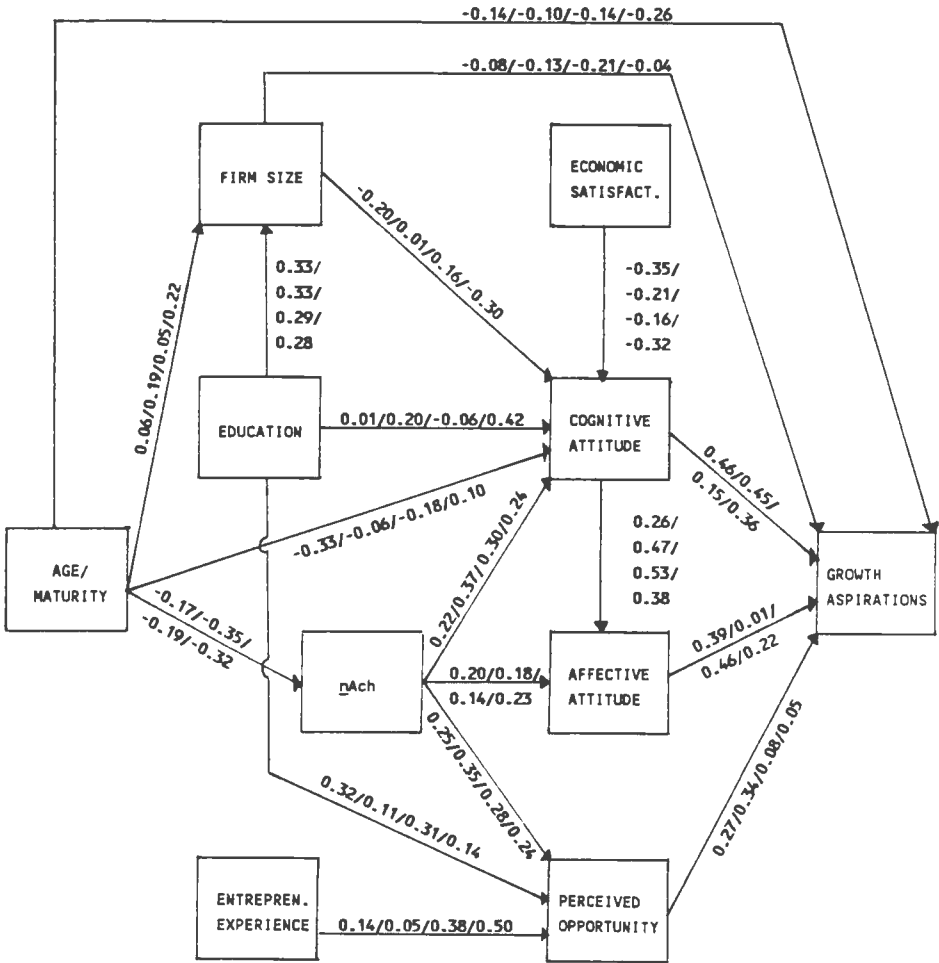 -0.14/-0.10/-0.14/-0.26
-0.08/-0.13/-0.21/-0.04
FIRM SIZE
ECONOMIC
SATISFACT.
-0.20/0.01/0.16/-0.30
0.33/
0.33/
0.29/
0.28
-0.35/
-0.21/
-0.16/
-0.32
0.06/0.19/0.05/0.22
EDUCATION
0.01/0.20/-0.06/0.42
COGNITIVE
ATTITUDE
0.46/0.45/
0.15/0.36
-0.33/-0.06/-0.18/0.10
0.22/0.37/0.30/0.24
0.26/
0.47/
0.53/
0.38
AGE/
MATURITY
GROWTH
ASPIRATIONS
-0.17/-0.35/
-0.19/-0.32
nAch
0.20/0.18/
0.14/0.23
AFFECTIVE
ATTITUDE
0.39/0.01/
0.46/0.22
0.25/0.35/0.28/0.24
0.32/0.11/0.31/0.14
0.27/0.34/0.08/0.05
ENTREPREN.
EXPERIENCE
0.14/0.05/0.38/0.50
PERCEIVED
OPPORTUNITY